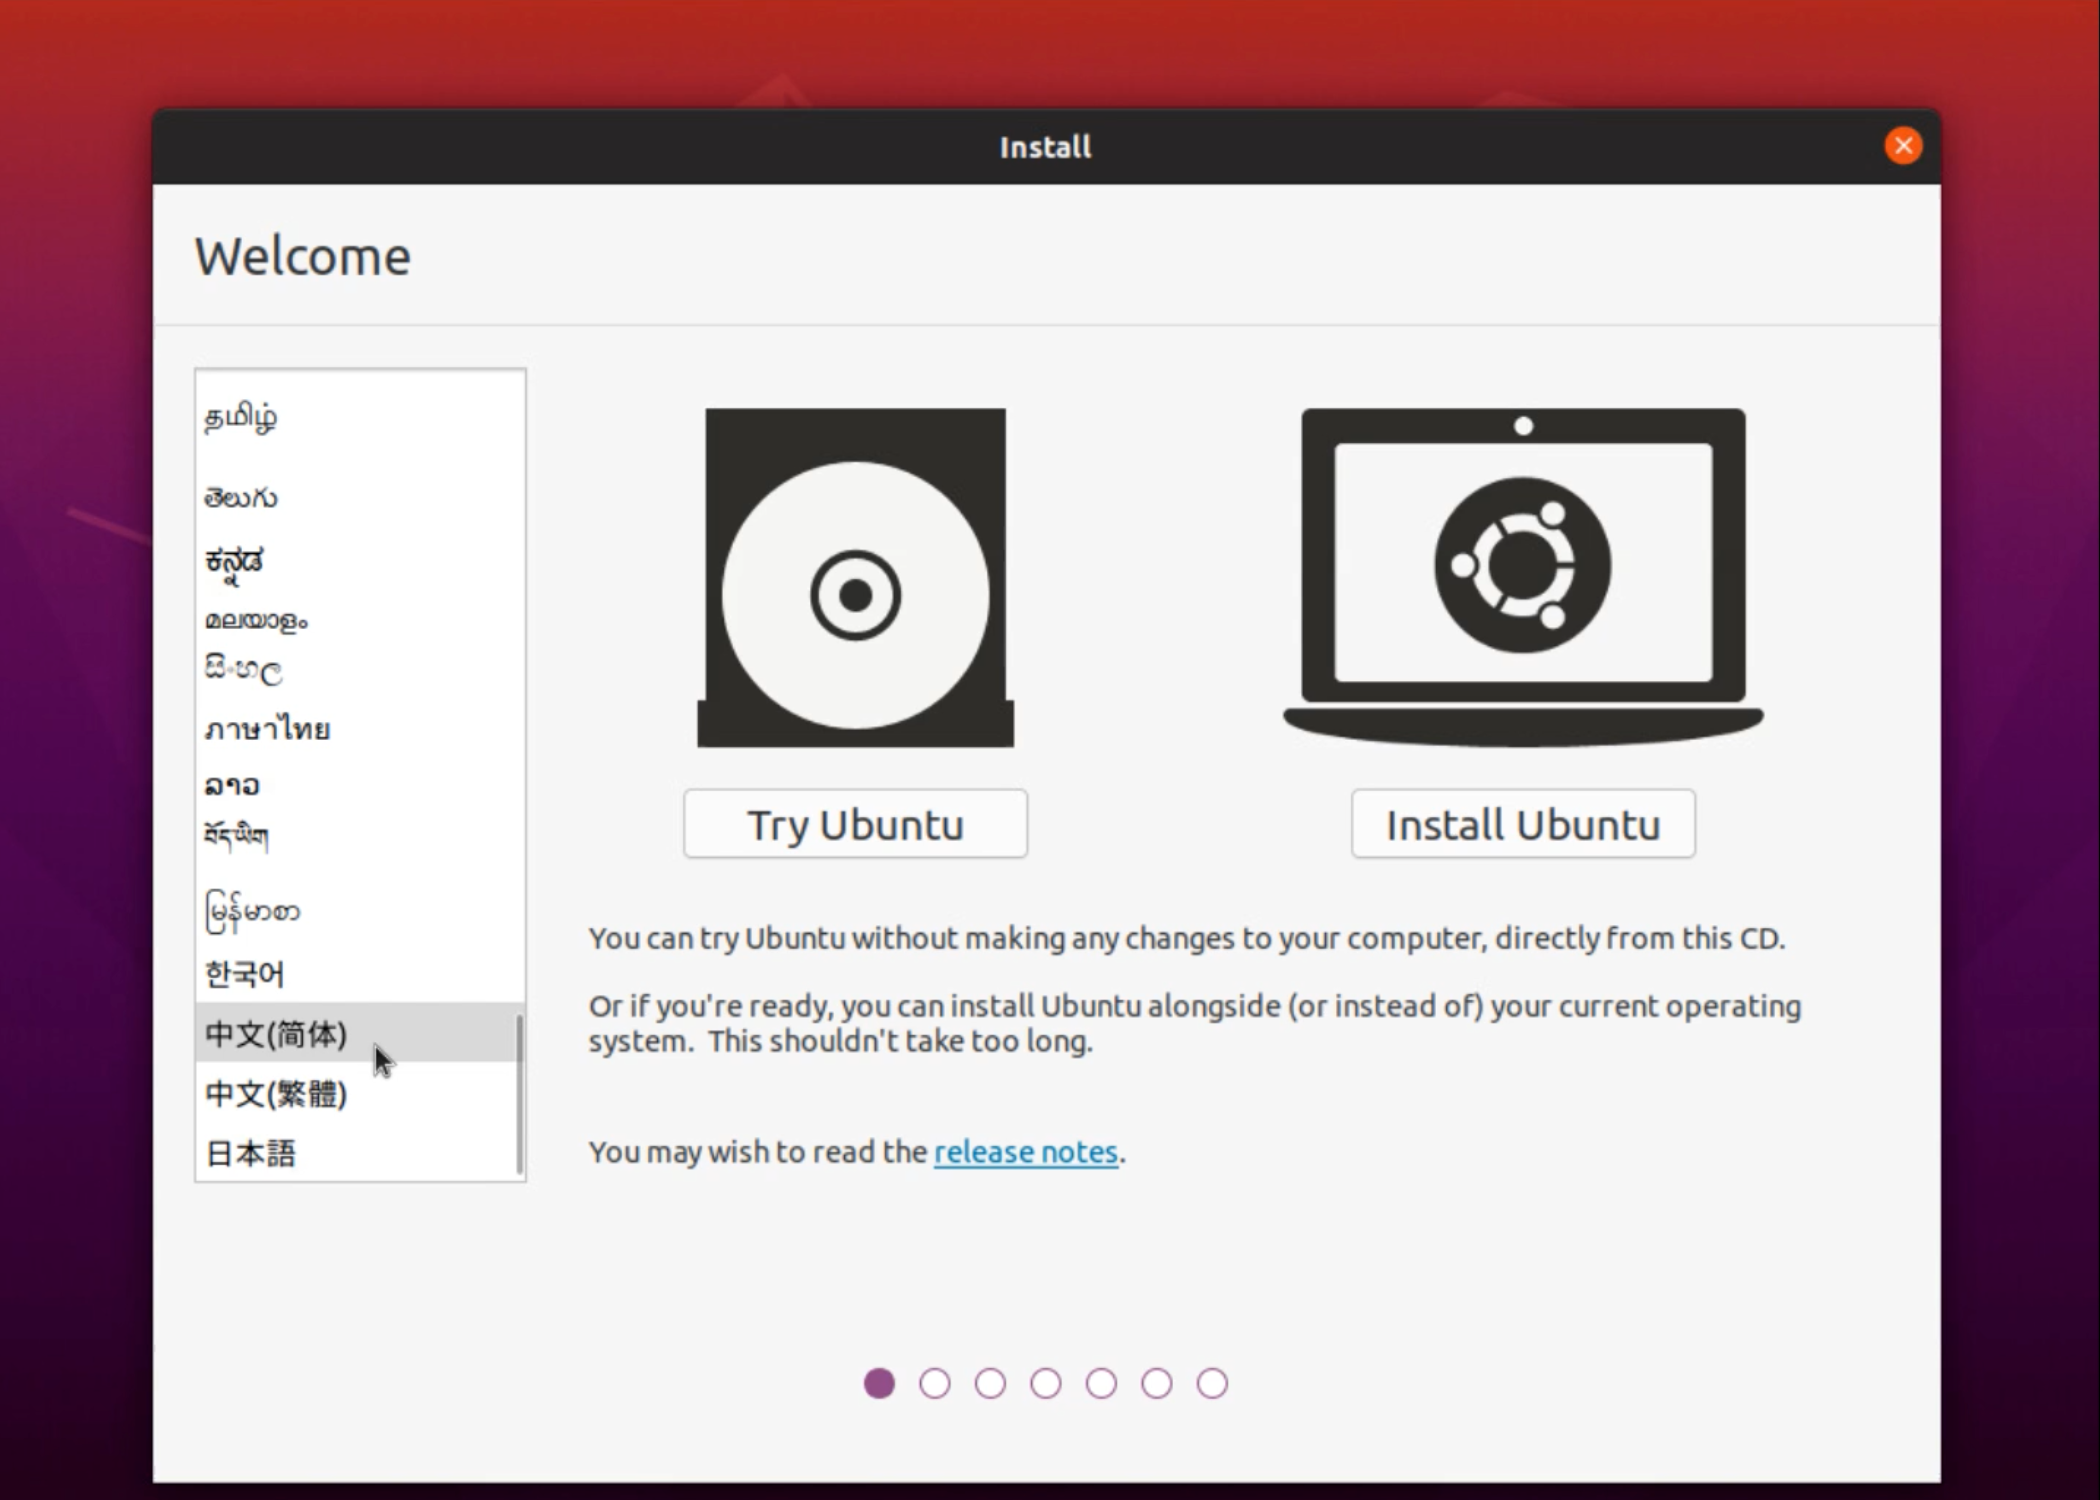 Install
Welcome
தமிழ்
తెలుగు
ಕನ್ನಡ
മലയാളം
සිංහල
ภาษาไทย
ລາວ
བོད་ཡིག
မြန်မာစာ
한국어
中文(简体)
中文(繁體)
日本語
Try Ubuntu
Install Ubuntu
You can try Ubuntu without making any changes to your computer, directly from this CD.
Or if you're ready, you can install Ubuntu alongside (or instead of) your current operating
system.  This shouldn't take too long.
You may wish to read the release notes.